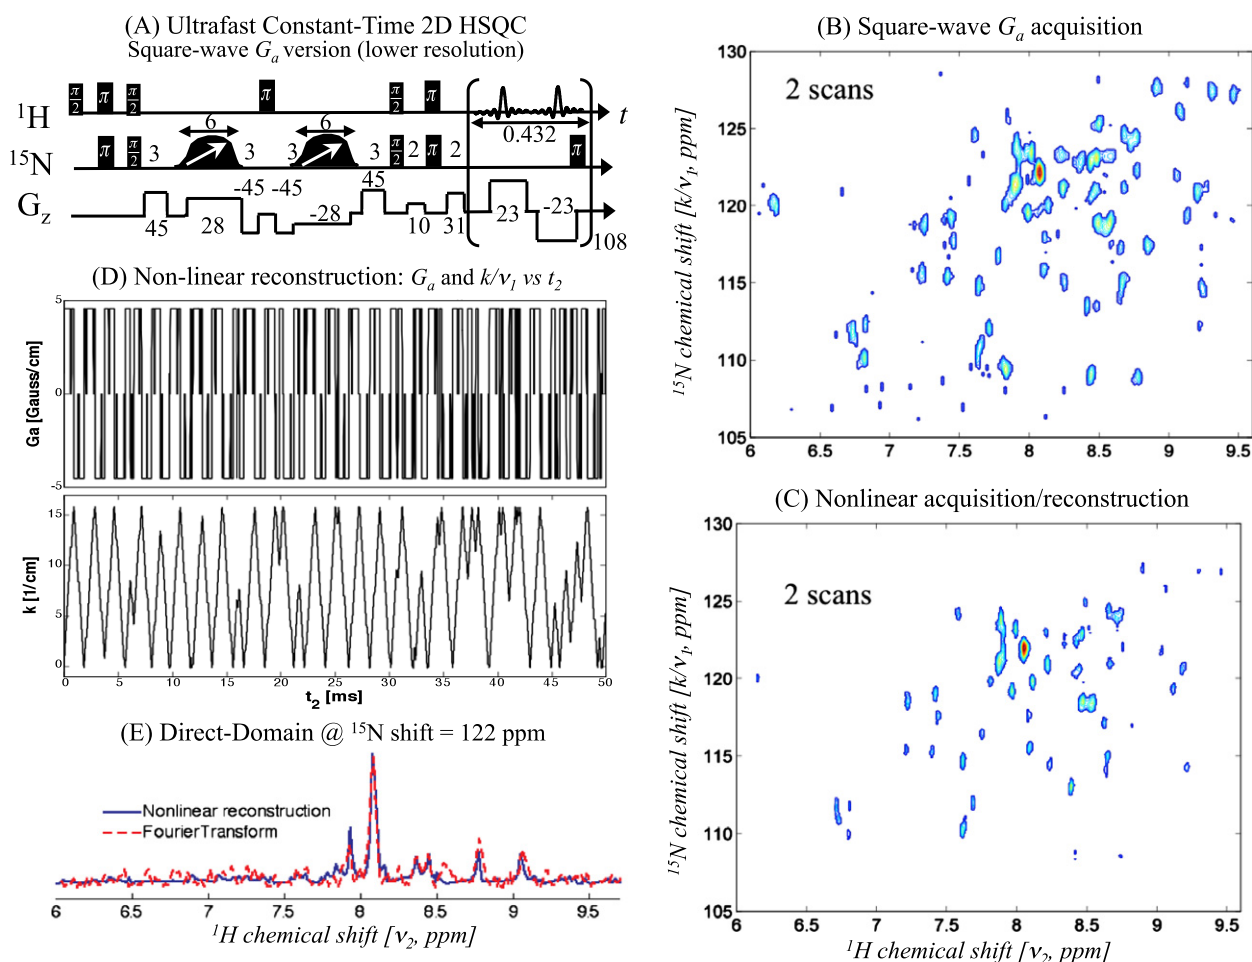 (A) Ultrafast Constant-Time 2D HSQC
Square-wave Gₐ version (lower resolution)
π/2 π π/2 π π/2 π
¹H
t
6 6 0.432
¹⁵N
π π/2 3 3 3 3 π/2 2 π 2 π
-45 -45 45
G_z
45 28 -28 10 31 23 -23 108
(B) Square-wave Gₐ acquisition
2 scans
¹⁵N chemical shift [k/ν₁, ppm]
130
125
120
115
110
105
6 6.5 7 7.5 8 8.5 9 9.5
(D) Non-linear reconstruction: Gₐ and k/ν₁ vs t₂
Ga [Gauss/cm]
5
0
-5
k [1/cm]
15
10
5
0
0 5 10 15 20 25 30 35 40 45 50
t₂ [ms]
(C) Nonlinear acquisition/reconstruction
2 scans
¹⁵N chemical shift [k/ν₁, ppm]
130
125
120
115
110
105
6 6.5 7 7.5 8 8.5 9 9.5
¹H chemical shift [ν₂, ppm]
(E) Direct-Domain @ ¹⁵N shift = 122 ppm
Nonlinear reconstruction
FourierTransform
6 7 8 8.5 9 9.5
¹H chemical shift [ν₂, ppm]